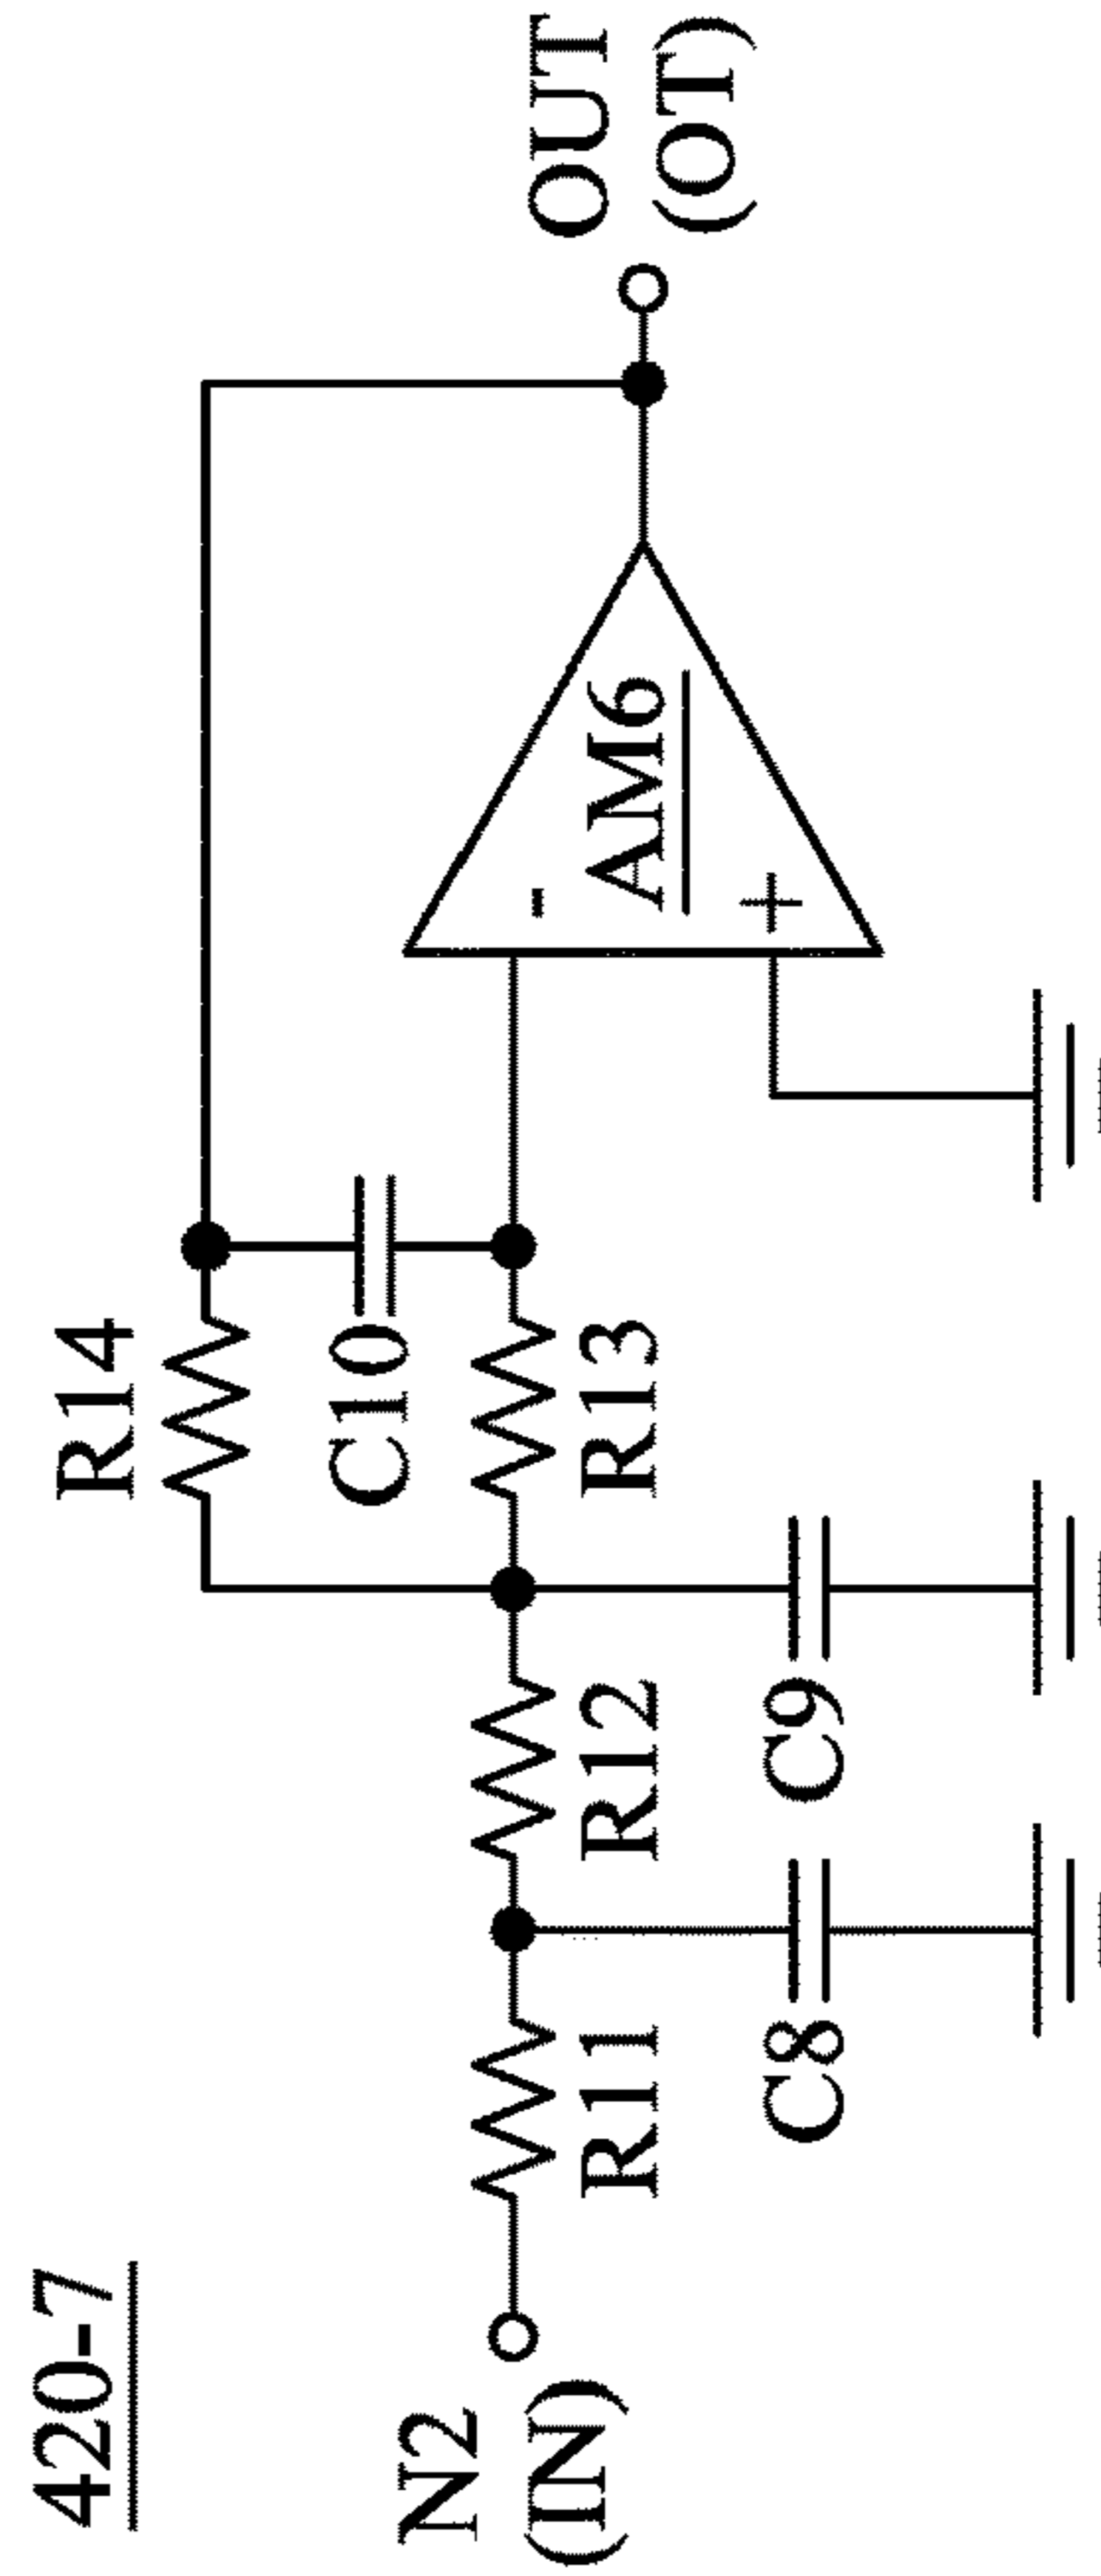 420-7
R14
C10
N2
(IN)
R11
R12
R13
-
AM6
+
OUT
(OT)
C8
C9